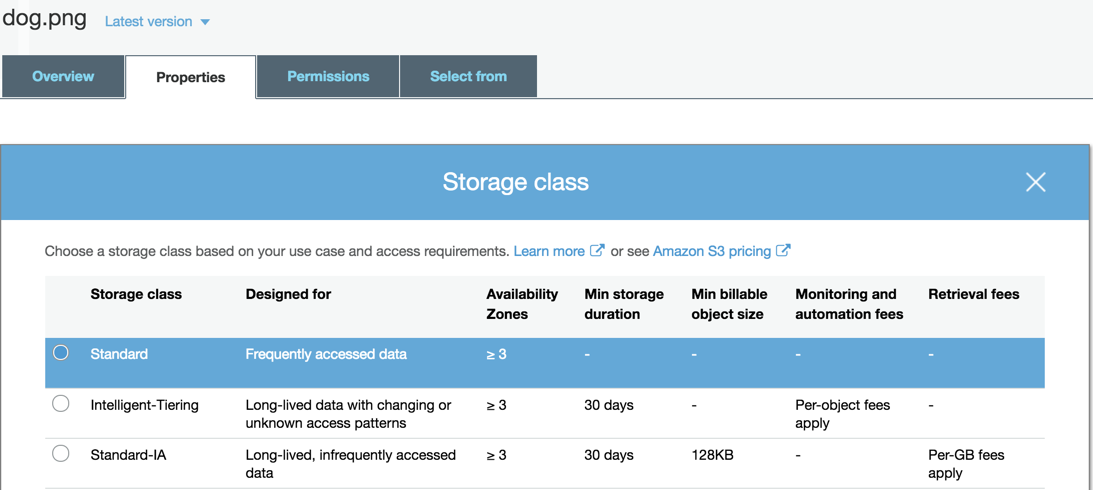 dog.png Latest version
Overview Properties Permissions Select from
Storage class
Choose a storage class based on your use case and access requirements. Learn more or see Amazon S3 pricing
Storage class Designed for Availability Zones Min storage duration Min billable object size Monitoring and automation fees Retrieval fees
Standard Frequently accessed data ≥ 3 - - - -
Intelligent-Tiering Long-lived data with changing or unknown access patterns ≥ 3 30 days - Per-object fees apply -
Standard-IA Long-lived, infrequently accessed data ≥ 3 30 days 128KB - Per-GB fees apply